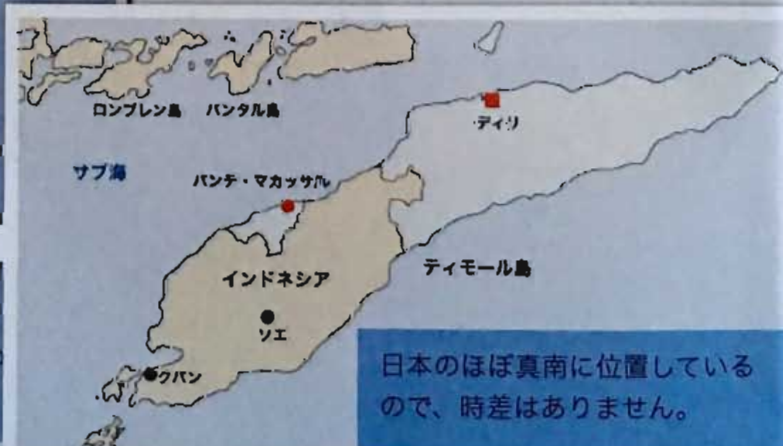 ロンブレン島
パンタル島
ディリ
サブ海
パンテ・マカッサル
インドネシア
ティモール島
ソエ
クパン
日本のほぼ真南に位置している
ので、時差はありません。